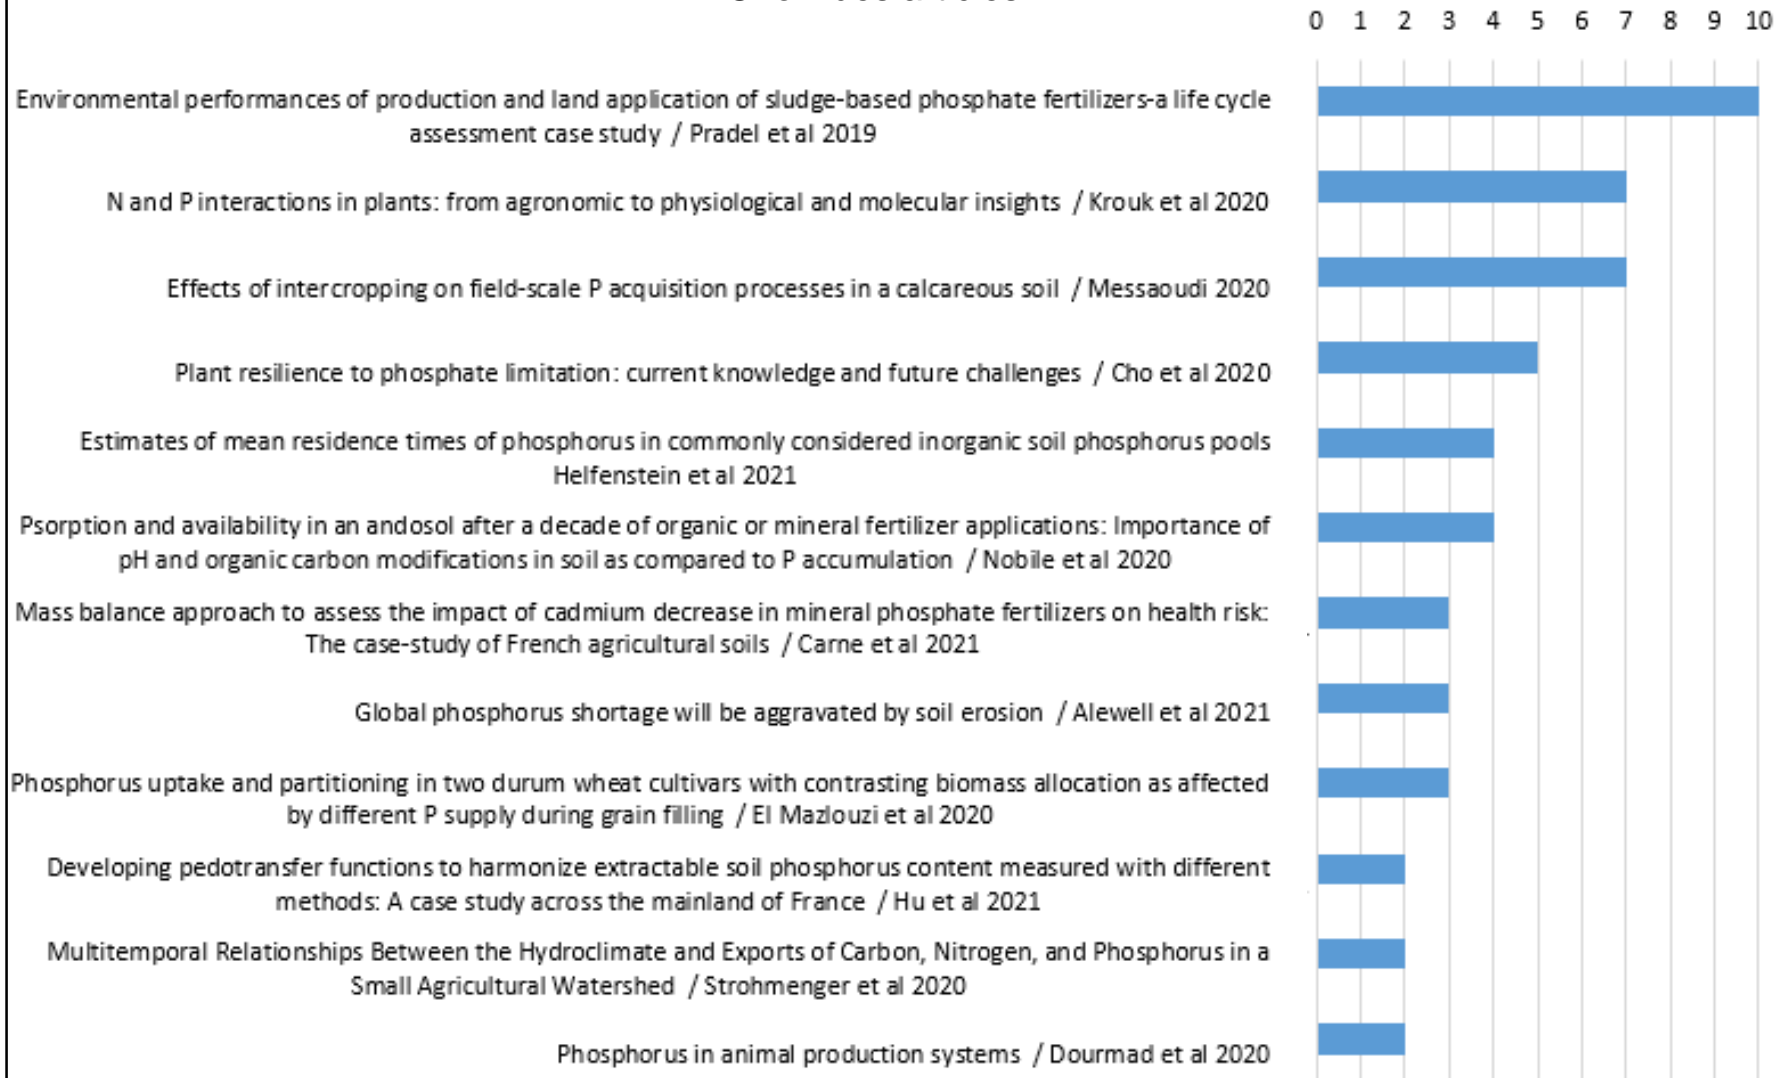 0 1 2 3 4 5 6 7 8 9 10
Environmental performances of production and land application of sludge-based phosphate fertilizers-a life cycle
assessment case study / Pradel et al 2019
N and P interactions in plants: from agronomic to physiological and molecular insights / Krouk et al 2020
Effects of intercropping on field-scale P acquisition processes in a calcareous soil / Messaoudi 2020
Plant resilience to phosphate limitation: current knowledge and future challenges / Cho et al 2020
Estimates of mean residence times of phosphorus in commonly considered inorganic soil phosphorus pools
Helfenstein et al 2021
Psorption and availability in an andosol after a decade of organic or mineral fertilizer applications: Importance of
pH and organic carbon modifications in soil as compared to P accumulation / Nobile et al 2020
Mass balance approach to assess the impact of cadmium decrease in mineral phosphate fertilizers on health risk:
The case-study of French agricultural soils / Carne et al 2021
Global phosphorus shortage will be aggravated by soil erosion / Alewell et al 2021
Phosphorus uptake and partitioning in two durum wheat cultivars with contrasting biomass allocation as affected
by different P supply during grain filling / El Mazlouzi et al 2020
Developing pedotransfer functions to harmonize extractable soil phosphorus content measured with different
methods: A case study across the mainland of France / Hu et al 2021
Multitemporal Relationships Between the Hydroclimate and Exports of Carbon, Nitrogen, and Phosphorus in a
Small Agricultural Watershed / Strohmenger et al 2020
Phosphorus in animal production systems / Dourmad et al 2020